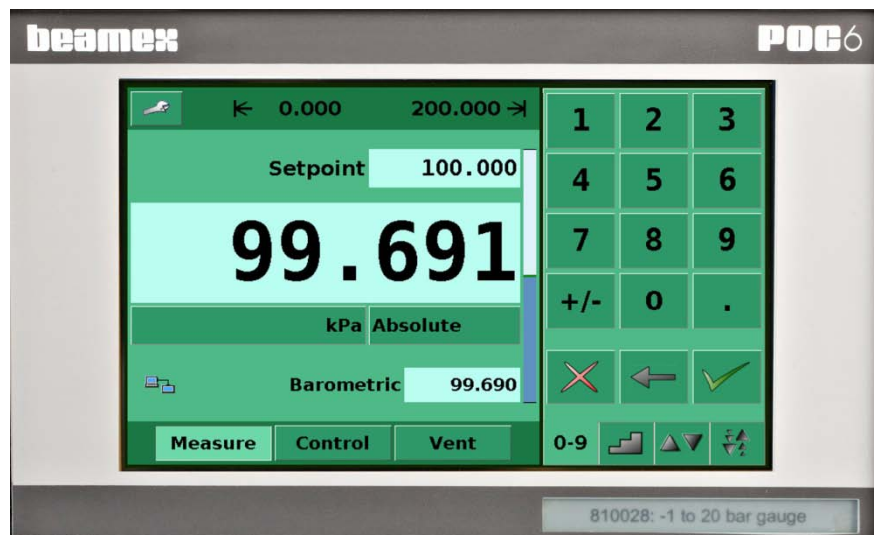 beamex
POC6
0.000 200.000
Setpoint 100.000
99.691
kPa Absolute
Barometric 99.690
Measure Control Vent
1 2 3
4 5 6
7 8 9
+/- 0 .
0-9
810028: -1 to 20 bar gauge